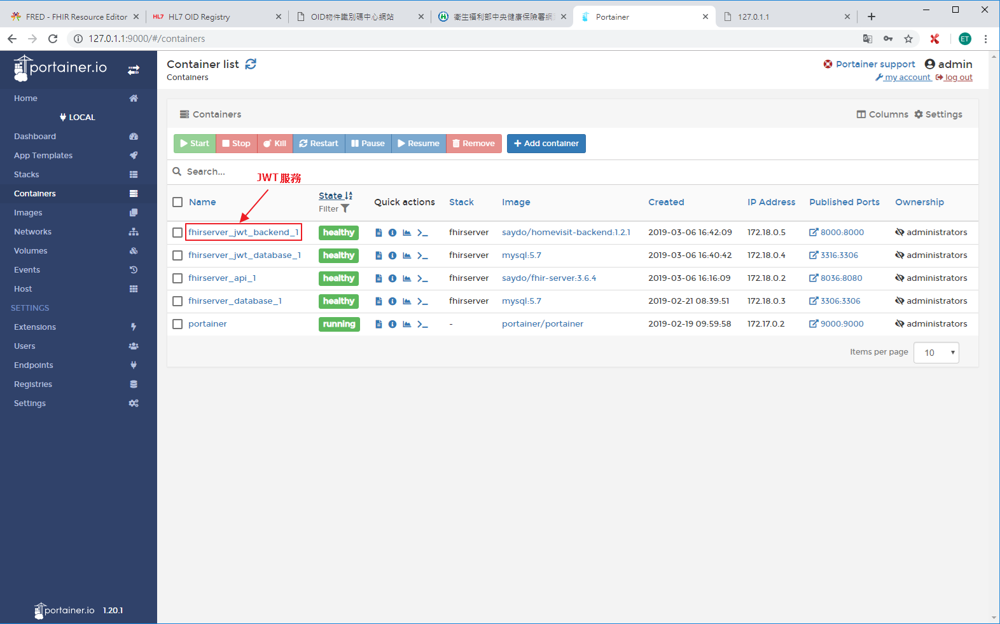 FRED - FHIR Resource Editor
HL7 HL7 OID Registry
OID物件識別碼中心網站
衛生福利部中央健康保險署網
Portainer
127.0.1.1
127.0.1.1:9000/#/containers
ET
portainer.io
Container list
Containers
Portainer support admin
my account log out
Home
LOCAL
Dashboard
App Templates
Stacks
Containers
Images
Networks
Volumes
Events
Host
SETTINGS
Extensions
Users
Endpoints
Registries
Settings
portainer.io 1.20.1
Containers
Columns Settings
Start Stop Kill Restart Pause Resume Remove Add container
Search...
JWT服務
Name State Filter Quick actions Stack Image Created IP Address Published Ports Ownership
fhirserver_jwt_backend_1 healthy fhirserver saydo/homevisit-backend:1.2.1 2019-03-06 16:42:09 172.18.0.5 8000:8000 administrators
fhirserver_jwt_database_1 healthy fhirserver mysql:5.7 2019-03-06 16:40:42 172.18.0.4 3316:3306 administrators
fhirserver_api_1 healthy fhirserver saydo/fhir-server:3.6.4 2019-03-06 16:16:09 172.18.0.2 8036:8080 administrators
fhirserver_database_1 healthy fhirserver mysql:5.7 2019-02-21 08:39:51 172.18.0.3 3306:3306 administrators
portainer running - portainer/portainer 2019-02-19 09:59:58 172.17.0.2 9000:9000 administrators
Items per page 10